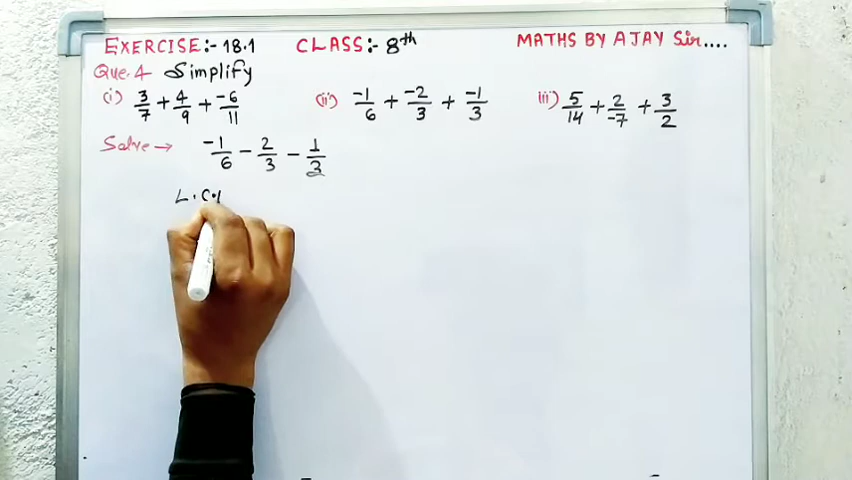 EXERCISE:- 18.1 CLASS:- 8th MATHS BY AJAY Sir....
Que. 4 Simplify
(i) 3/7 + 4/9 + -6/11 (ii) -1/6 + -2/3 + -1/3 iii) 5/14 + 2/-7 + 3/2
Solve → -1/6 - 2/3 - 1/3
L.C.